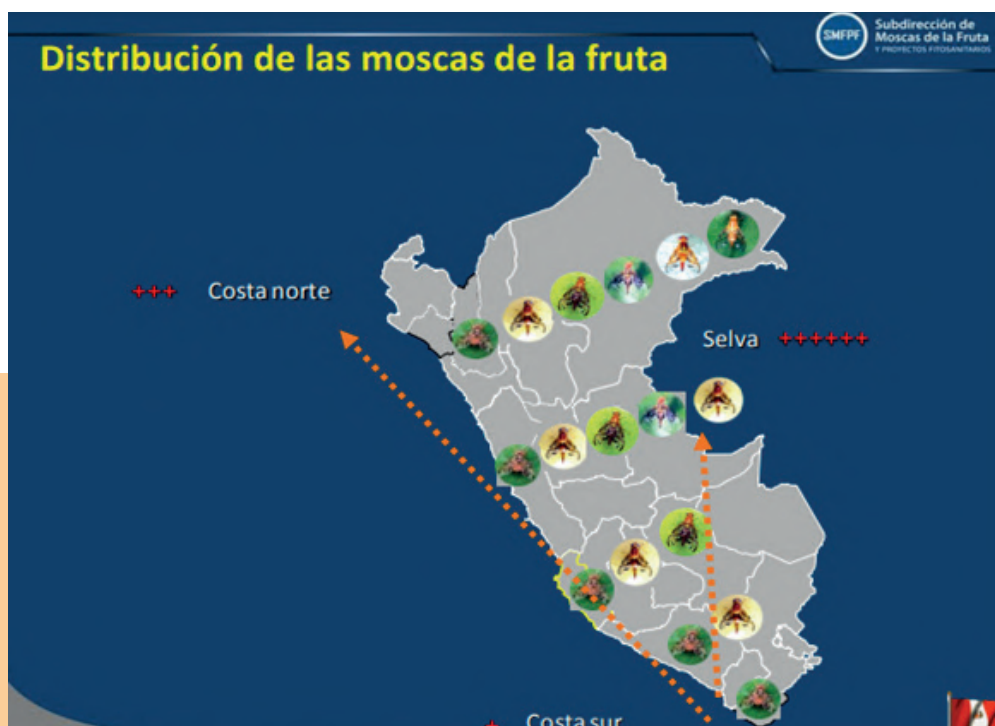 Distribución de las moscas de la fruta
SMFPF
Subdirección de
Moscas de la Fruta
Y PROYECTOS FITOSANITARIOS
+++ Costa norte
Selva ++++++
Costa sur